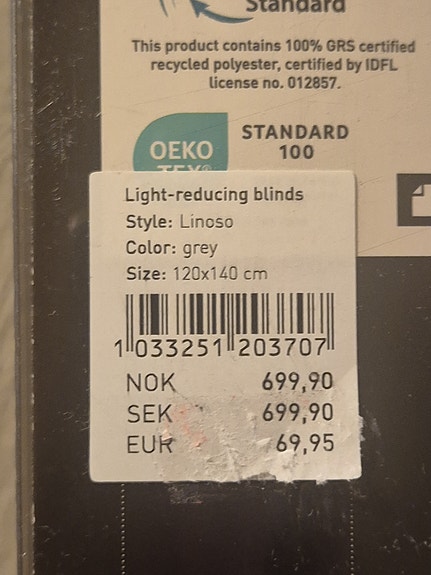 Standard
This product contains 100% GRS certified
recycled polyester, certified by IDFL
license no. 012857.
STANDARD
100
OEKO
TEX®
Light-reducing blinds
Style: Linoso
Color: grey
Size: 120x140 cm
1 033251 203707
NOK 699,90
SEK 699,90
EUR 69,95